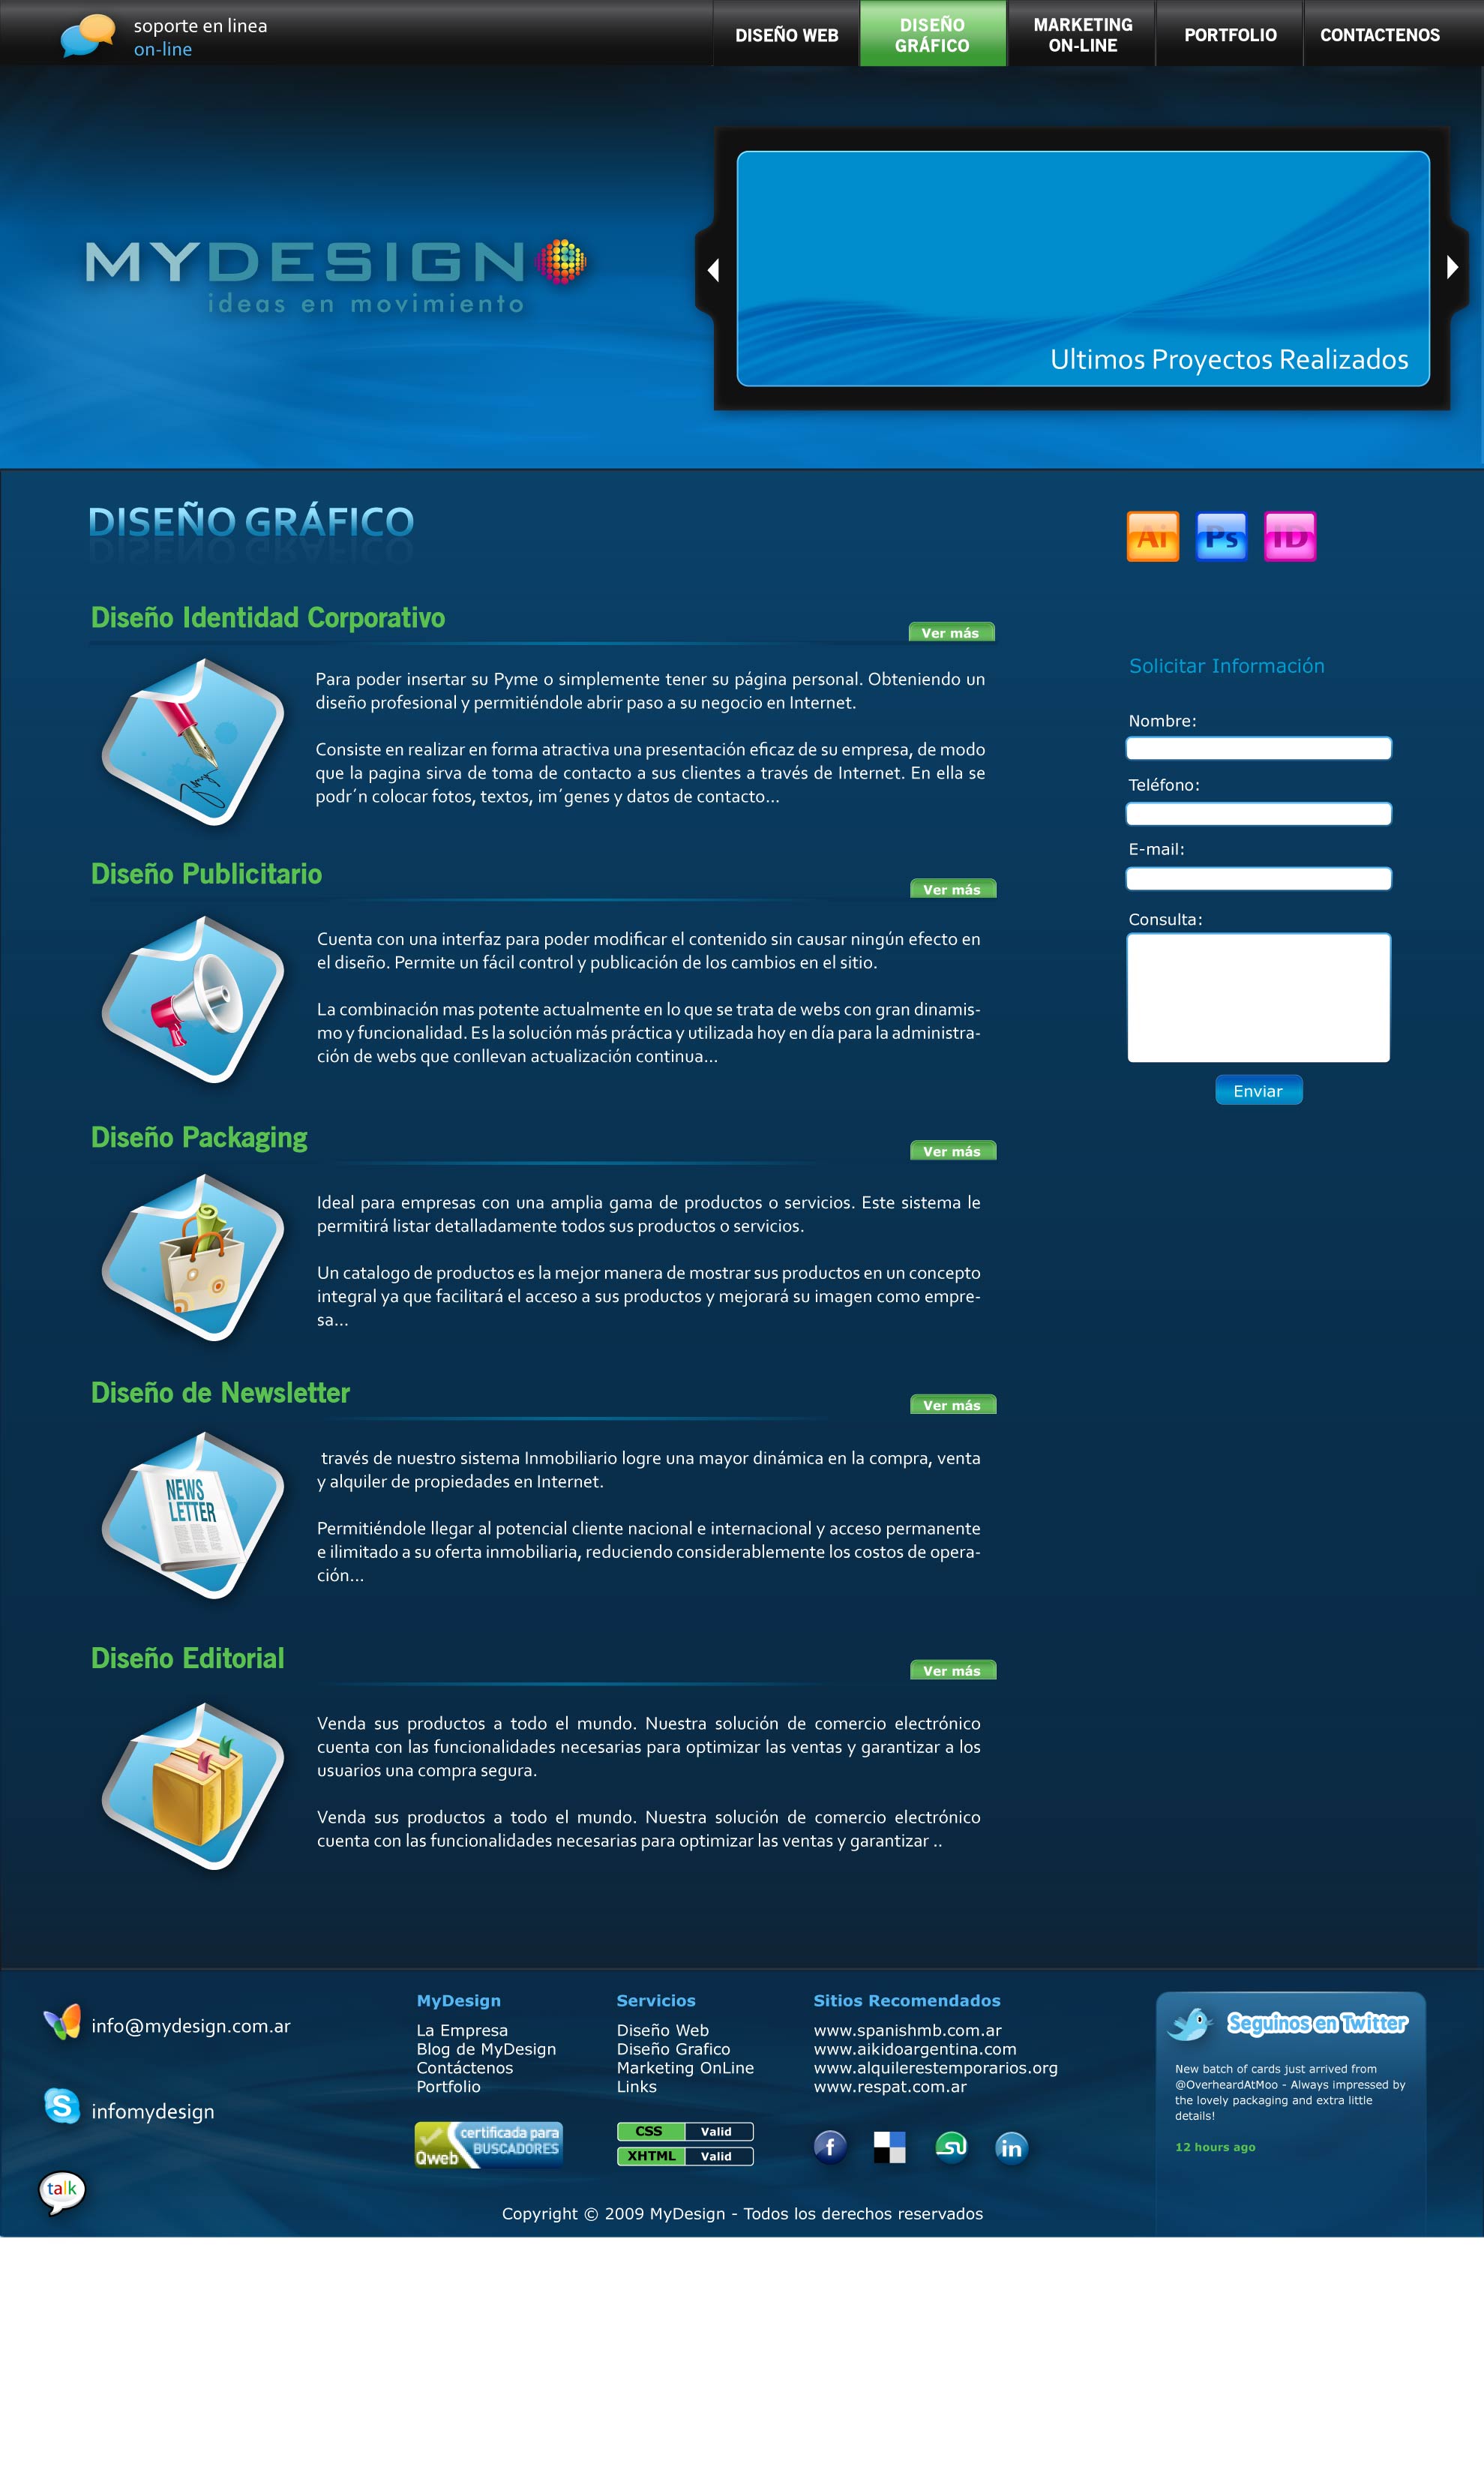 soporte en linea
on-line
DISEÑO WEB
DISEÑO
GRÁFICO
MARKETING
ON-LINE
PORTFOLIO
CONTACTENOS
MYDESIGN
ideas en movimiento
Ultimos Proyectos Realizados
DISEÑO GRÁFICO
Ai
Ps
ID
Diseño Identidad Corporativo
Ver más
Para poder insertar su Pyme o simplemente tener su página personal. Obteniendo un
diseño profesional y permitiéndole abrir paso a su negocio en Internet.
Consiste en realizar en forma atractiva una presentación eficaz de su empresa, de modo
que la pagina sirva de toma de contacto a sus clientes a través de Internet. En ella se
podr´n colocar fotos, textos, im´genes y datos de contacto...
Diseño Publicitario
Ver más
Cuenta con una interfaz para poder modificar el contenido sin causar ningún efecto en
el diseño. Permite un fácil control y publicación de los cambios en el sitio.
La combinación mas potente actualmente en lo que se trata de webs con gran dinamis-
mo y funcionalidad. Es la solución más práctica y utilizada hoy en día para la administra-
ción de webs que conllevan actualización continua...
Diseño Packaging
Ver más
Ideal para empresas con una amplia gama de productos o servicios. Este sistema le
permitirá listar detalladamente todos sus productos o servicios.
Un catalogo de productos es la mejor manera de mostrar sus productos en un concepto
integral ya que facilitará el acceso a sus productos y mejorará su imagen como empre-
sa...
Diseño de Newsletter
Ver más
NEWS
LETTER
través de nuestro sistema Inmobiliario logre una mayor dinámica en la compra, venta
y alquiler de propiedades en Internet.
Permitiéndole llegar al potencial cliente nacional e internacional y acceso permanente
e ilimitado a su oferta inmobiliaria, reduciendo considerablemente los costos de opera-
ción...
Diseño Editorial
Ver más
Venda sus productos a todo el mundo. Nuestra solución de comercio electrónico
cuenta con las funcionalidades necesarias para optimizar las ventas y garantizar a los
usuarios una compra segura.
Venda sus productos a todo el mundo. Nuestra solución de comercio electrónico
cuenta con las funcionalidades necesarias para optimizar las ventas y garantizar ..
Solicitar Información
Nombre:
Teléfono:
E-mail:
Consulta:
Enviar
info@mydesign.com.ar
infomydesign
talk
MyDesign
La Empresa
Blog de MyDesign
Contáctenos
Portfolio
Qweb
certificada para
BUSCADORES
Servicios
Diseño Web
Diseño Grafico
Marketing OnLine
Links
CSS Valid
XHTML Valid
Sitios Recomendados
www.spanishmb.com.ar
www.aikidoargentina.com
www.alquilerestemporarios.org
www.respat.com.ar
f
in
Seguinos en Twitter
New batch of cards just arrived from
@OverheardAtMoo - Always impressed by
the lovely packaging and extra little
details!
12 hours ago
Copyright © 2009 MyDesign - Todos los derechos reservados